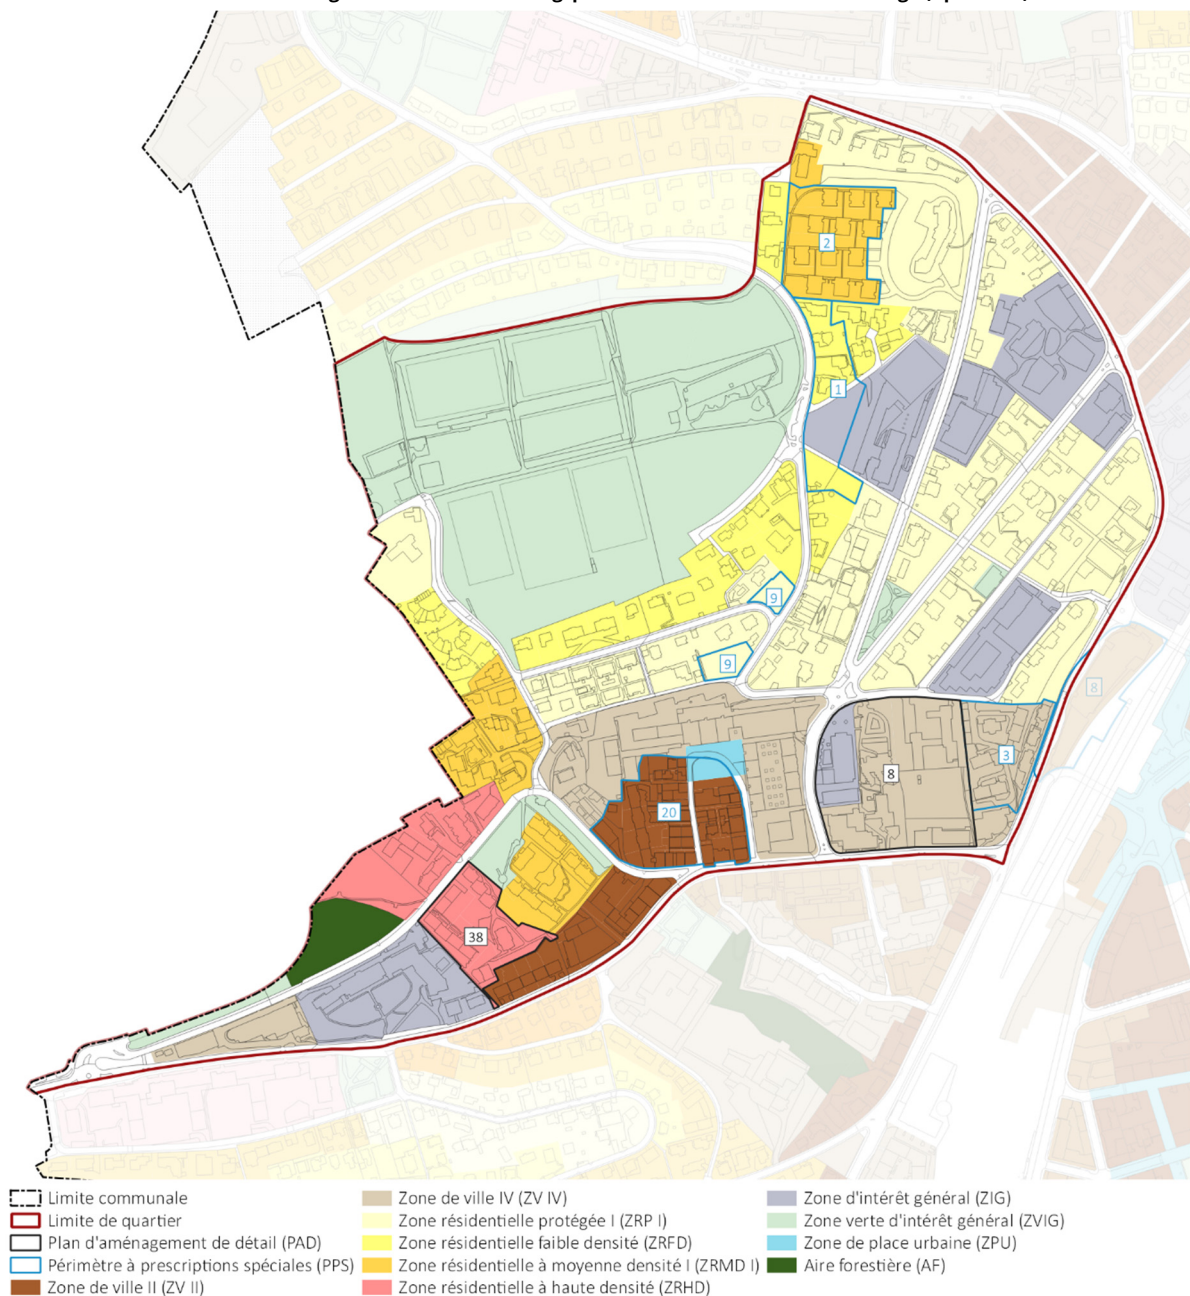 2
1
9
9
8
3
8
20
38
Limite communale
Limite de quartier
Plan d'aménagement de détail (PAD)
Périmètre à prescriptions spéciales (PPS)
Zone de ville II (ZV II)
Zone de ville IV (ZV IV)
Zone résidentielle protégée I (ZRP I)
Zone résidentielle faible densité (ZRFD)
Zone résidentielle à moyenne densité I (ZRMD I)
Zone résidentielle à haute densité (ZRHD)
Zone d'intérêt général (ZIG)
Zone verte d'intérêt général (ZVIG)
Zone de place urbaine (ZPU)
Aire forestière (AF)